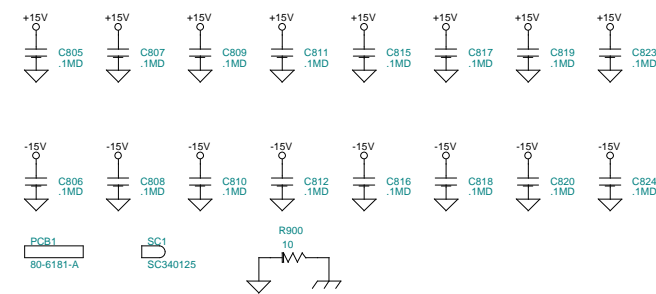 +15V +15V +15V +15V +15V +15V +15V +15V
C805 C807 C809 C811 C815 C817 C819 C823
.1MD .1MD .1MD .1MD .1MD .1MD .1MD .1MD
-15V -15V -15V -15V -15V -15V -15V -15V
C806 C808 C810 C812 C816 C818 C820 C824
.1MD .1MD .1MD .1MD .1MD .1MD .1MD .1MD
R900
PCB1 SC1 10
80-6181-A SC340125